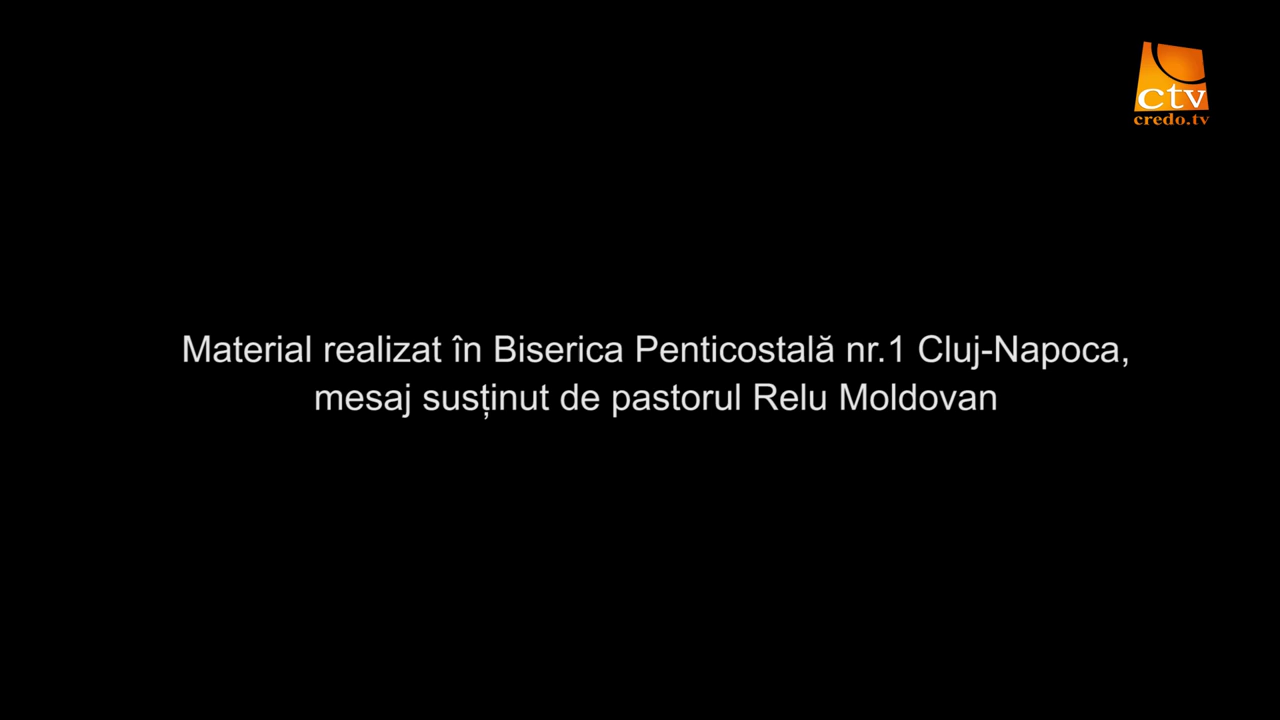 ctv
credo.tv
Material realizat în Biserica Penticostală nr.1 Cluj-Napoca,
mesaj susținut de pastorul Relu Moldovan